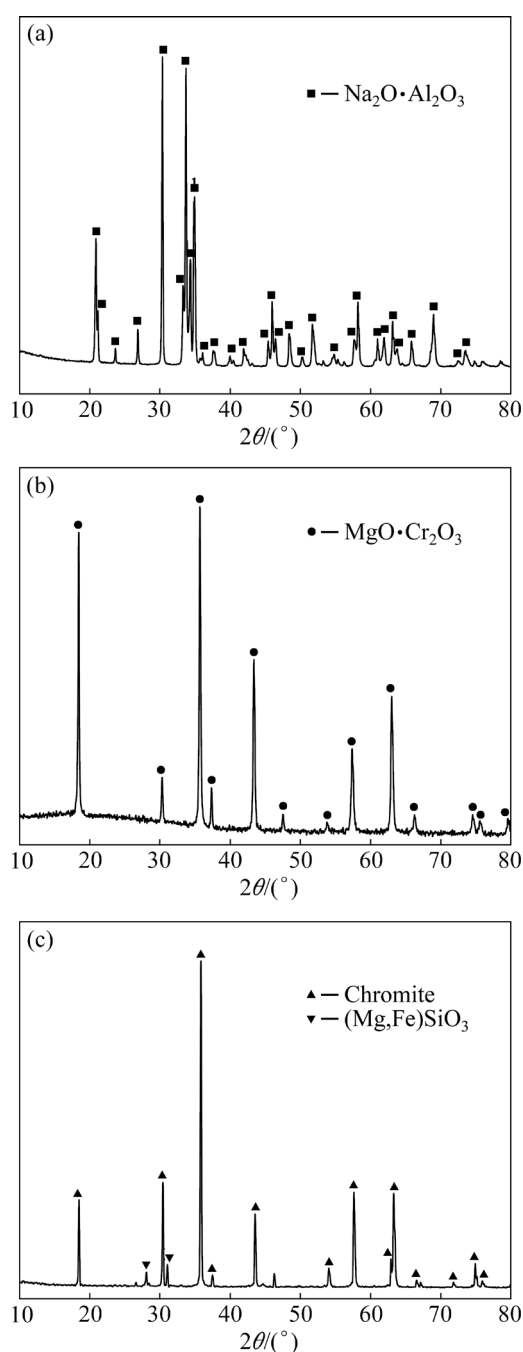 (a)
■ — Na₂O·Al₂O₃
10 20 30 40 50 60 70 80
2θ/(°)
(b)
● — MgO·Cr₂O₃
10 20 30 40 50 60 70 80
2θ/(°)
(c)
▲ — Chromite
▼ — (Mg,Fe)SiO₃
10 20 30 40 50 60 70 80
2θ/(°)